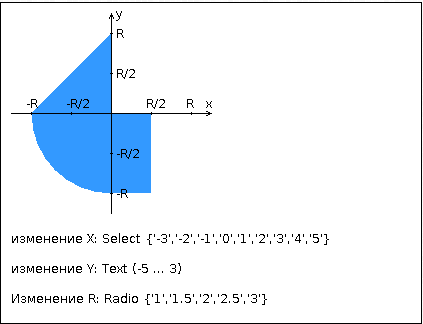 y
R
R/2
-R -R/2 R/2 R x
-R/2
-R
изменение X: Select {'-3','-2','-1','0','1','2','3','4','5'}
изменение Y: Text (-5 ... 3)
Изменение R: Radio {'1','1.5','2','2.5','3'}